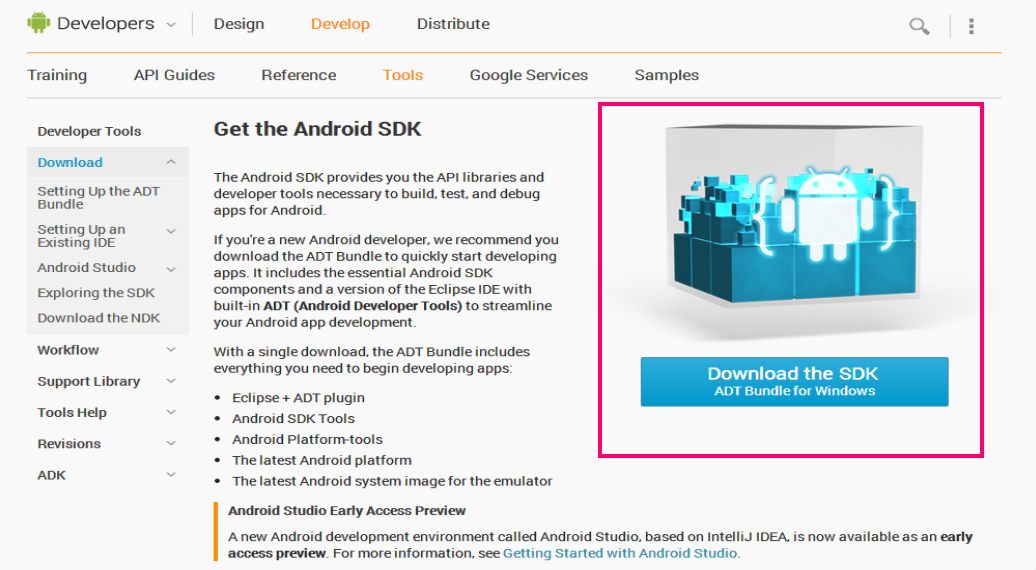 Developers
Design
Develop
Distribute
Training
API Guides
Reference
Tools
Google Services
Samples
Developer Tools
Download
Setting Up the ADT
Bundle
Setting Up an
Existing IDE
Android Studio
Exploring the SDK
Download the NDK
Workflow
Support Library
Tools Help
Revisions
ADK
Get the Android SDK
The Android SDK provides you the API libraries and
developer tools necessary to build, test, and debug
apps for Android.
If you're a new Android developer, we recommend you
download the ADT Bundle to quickly start developing
apps. It includes the essential Android SDK
components and a version of the Eclipse IDE with
built-in ADT (Android Developer Tools) to streamline
your Android app development.
With a single download, the ADT Bundle includes
everything you need to begin developing apps:
• Eclipse + ADT plugin
• Android SDK Tools
• Android Platform-tools
• The latest Android platform
• The latest Android system image for the emulator
Android Studio Early Access Preview
A new Android development environment called Android Studio, based on IntelliJ IDEA, is now available as an early
access preview. For more information, see Getting Started with Android Studio.
{ }
Download the SDK
ADT Bundle for Windows